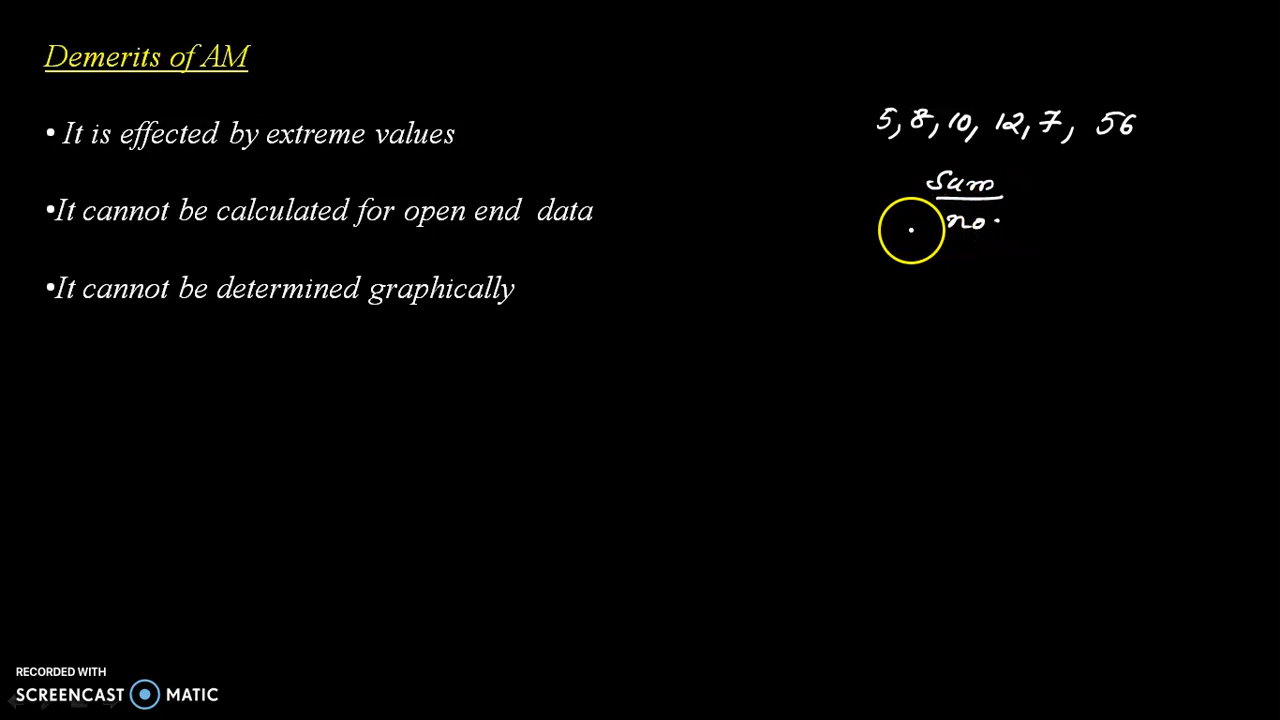 Demerits of AM
• It is effected by extreme values
5, 8, 10, 12, 7, 56
Sum
no.
•It cannot be calculated for open end data
•It cannot be determined graphically
RECORDED WITH
SCREENCAST MATIC